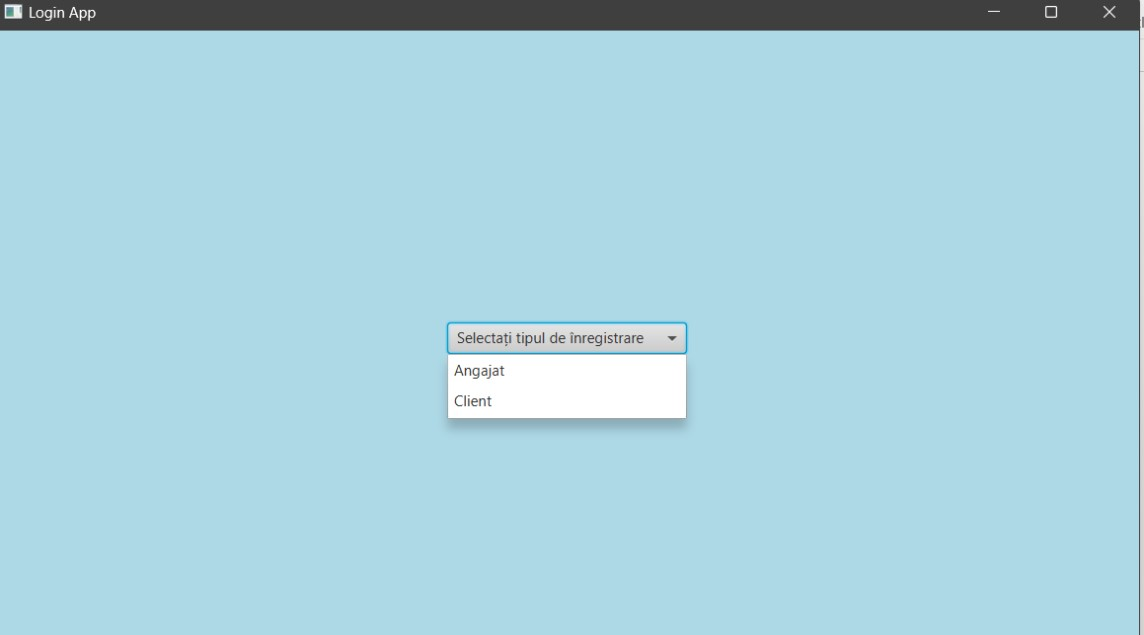 Login App
Selectați tipul de înregistrare
Angajat
Client